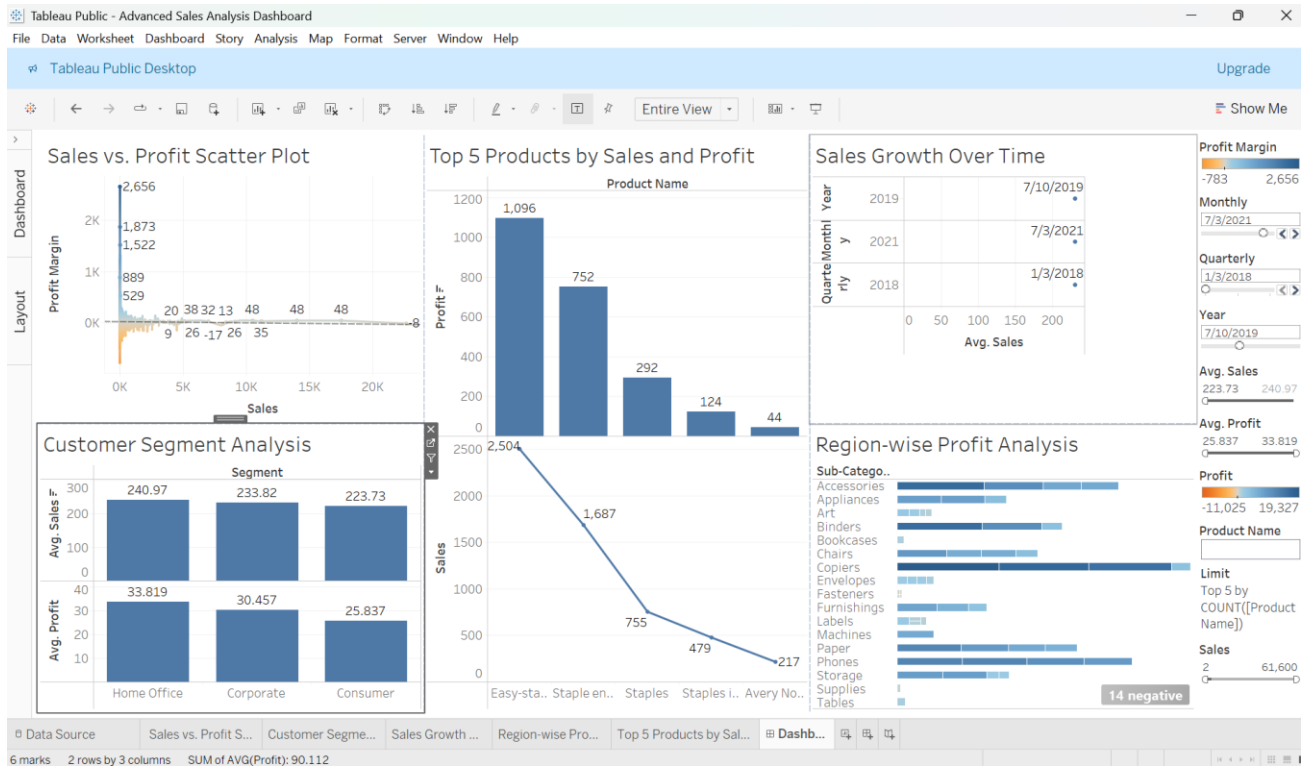 Tableau Public - Advanced Sales Analysis Dashboard
File Data Worksheet Dashboard Story Analysis Map Format Server Window Help
Tableau Public Desktop
Upgrade
Entire View
Show Me
Dashboard
Layout
Sales vs. Profit Scatter Plot
2,656
1,873
1,522
889
529
20 38 32 13 48 48
9 26 -17 26 35 -8
2K
1K
0K
Profit Margin
0K 5K 10K 15K 20K
Sales
Customer Segment Analysis
Segment
Avg. Sales
300
200
100
0
240.97 233.82 223.73
Avg. Profit
40
30
20
10
33.819 30.457 25.837
Home Office Corporate Consumer
Top 5 Products by Sales and Profit
Product Name
Profit
1200
1000
800
600
400
200
0
1,096
752
292
124
44
Sales
2500
2000
1500
1000
500
0
2,504
1,687
755
479
217
Easy-sta.. Staple en.. Staples Staples i.. Avery No..
Sales Growth Over Time
Year
2019
7/10/2019
Monthl
y
2021
7/3/2021
Quarte
rly
2018
1/3/2018
0 50 100 150 200
Avg. Sales
Region-wise Profit Analysis
Sub-Catego..
Accessories
Appliances
Art
Binders
Bookcases
Chairs
Copiers
Envelopes
Fasteners
Furnishings
Labels
Machines
Paper
Phones
Storage
Supplies
Tables
14 negative
Profit Margin
-783 2,656
Monthly
7/3/2021
Quarterly
1/3/2018
Year
7/10/2019
Avg. Sales
223.73 240.97
Avg. Profit
25.837 33.819
Profit
-11,025 19,327
Product Name
Limit
Top 5 by
COUNT([Product
Name])
Sales
2 61,600
Data Source Sales vs. Profit S... Customer Segme... Sales Growth ... Region-wise Pro... Top 5 Products by Sal... Dashb...
6 marks 2 rows by 3 columns SUM of AVG(Profit): 90.112